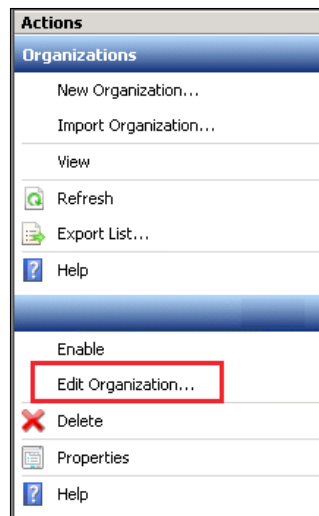 Actions
Organizations
New Organization...
Import Organization...
View
Refresh
Export List...
Help
Enable
Edit Organization...
Delete
Properties
Help